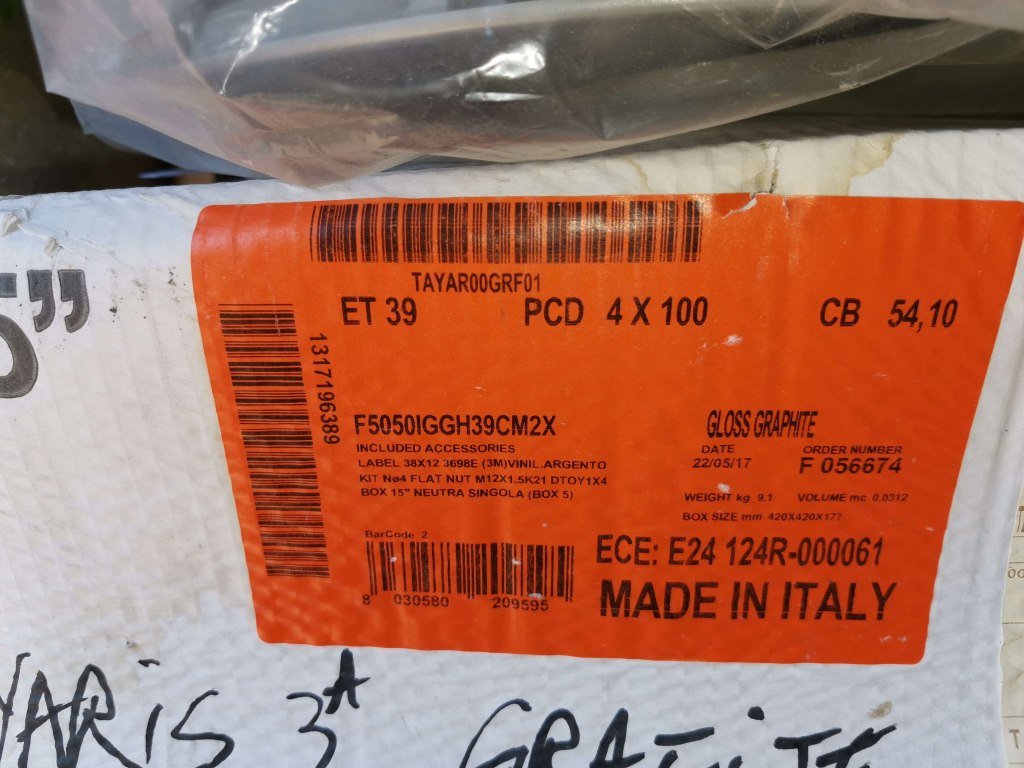 5”
TAYAR00GRF01
ET 39 PCD 4 X 100 CB 54,10
1317196389
F5050IGGH39CM2X
INCLUDED ACCESSORIES
LABEL 38X12 3698E (3M)VINIL.ARGENTO
KIT Nø4 FLAT NUT M12X1.5K21 DTOY1X4
BOX 15" NEUTRA SINGOLA (BOX 5)
GLOSS GRAPHITE
DATE ORDER NUMBER
22/05/17 F 056674
WEIGHT kg 9,1 VOLUME mc 0,0312
BOX SIZE mm 420X420X177
BarCode 2
8 030580 209595
ECE: E24 124R-000061
MADE IN ITALY
YARiS 3A